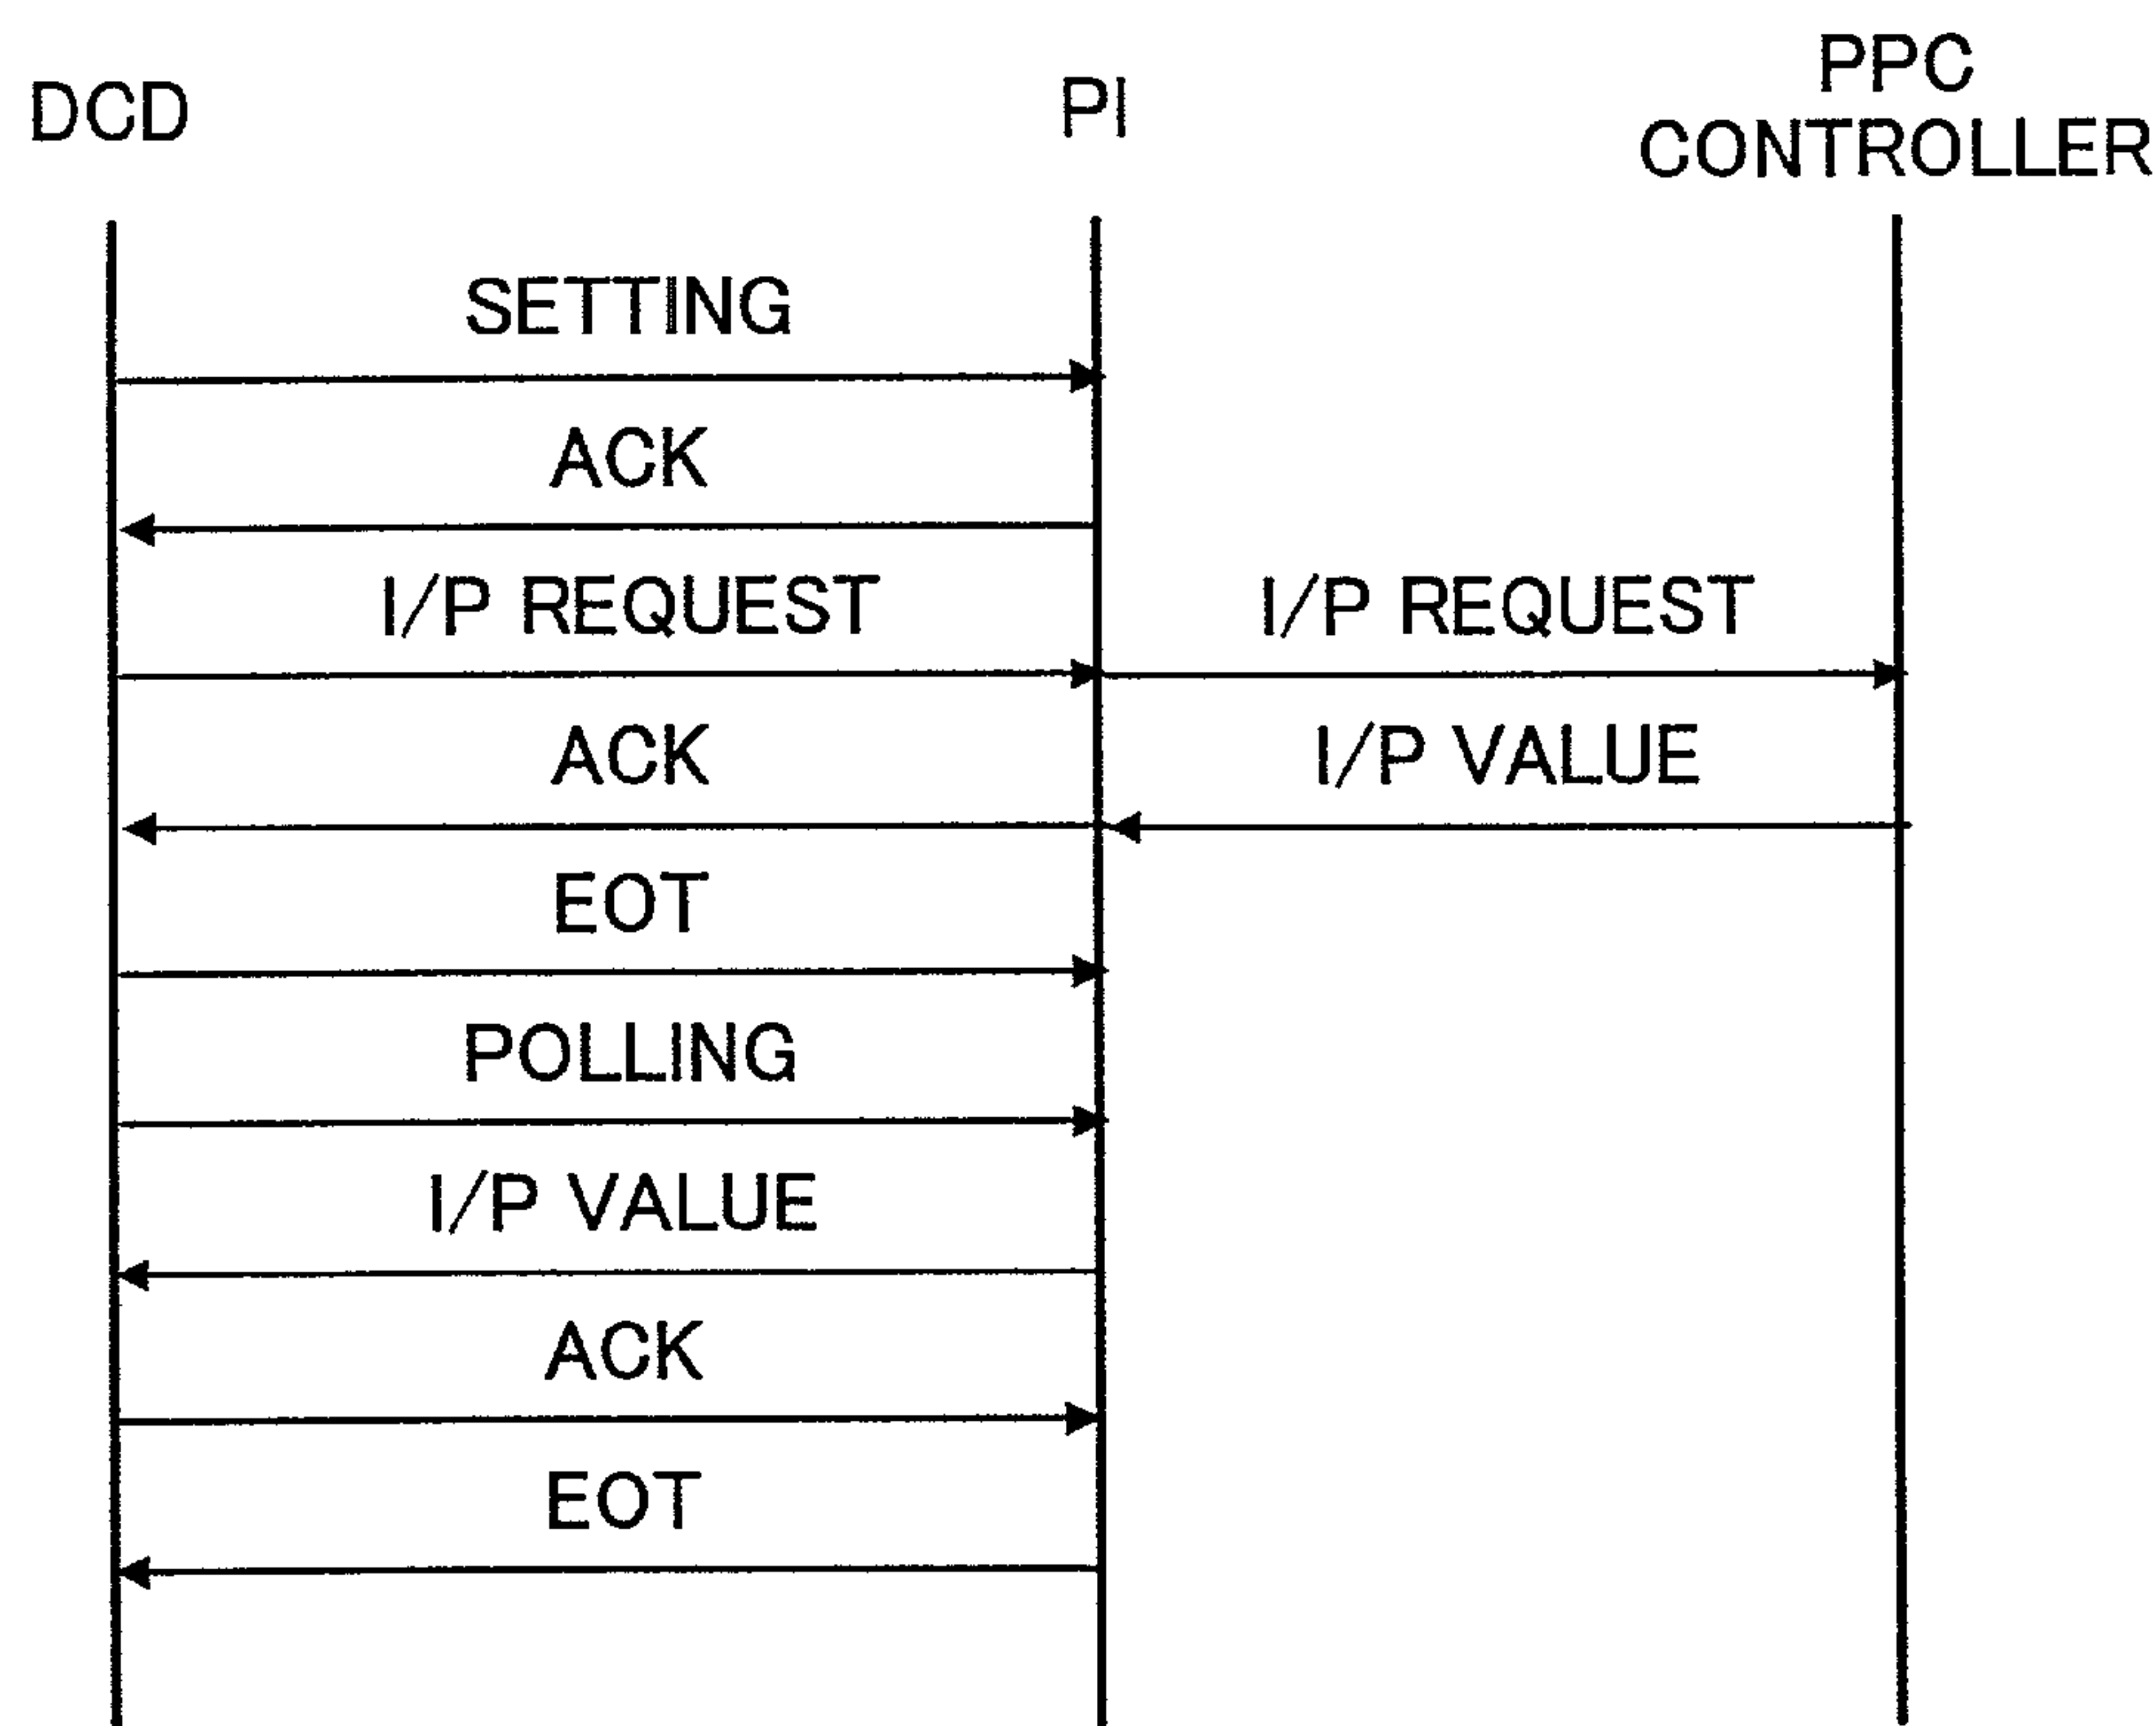 DCD
PI
PPC
CONTROLLER
SETTING
ACK
I/P REQUEST
I/P REQUEST
ACK
I/P VALUE
EOT
POLLING
I/P VALUE
ACK
EOT